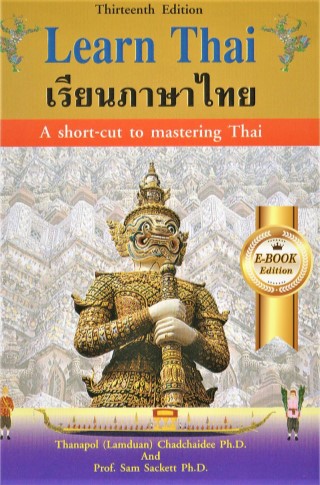 Thirteenth Edition
Learn Thai
เรียนภาษาไทย
A short-cut to mastering Thai
E-BOOK
Edition
Thanapol (Lamduan) Chadchaidee Ph.D.
And
Prof. Sam Sackett Ph.D.